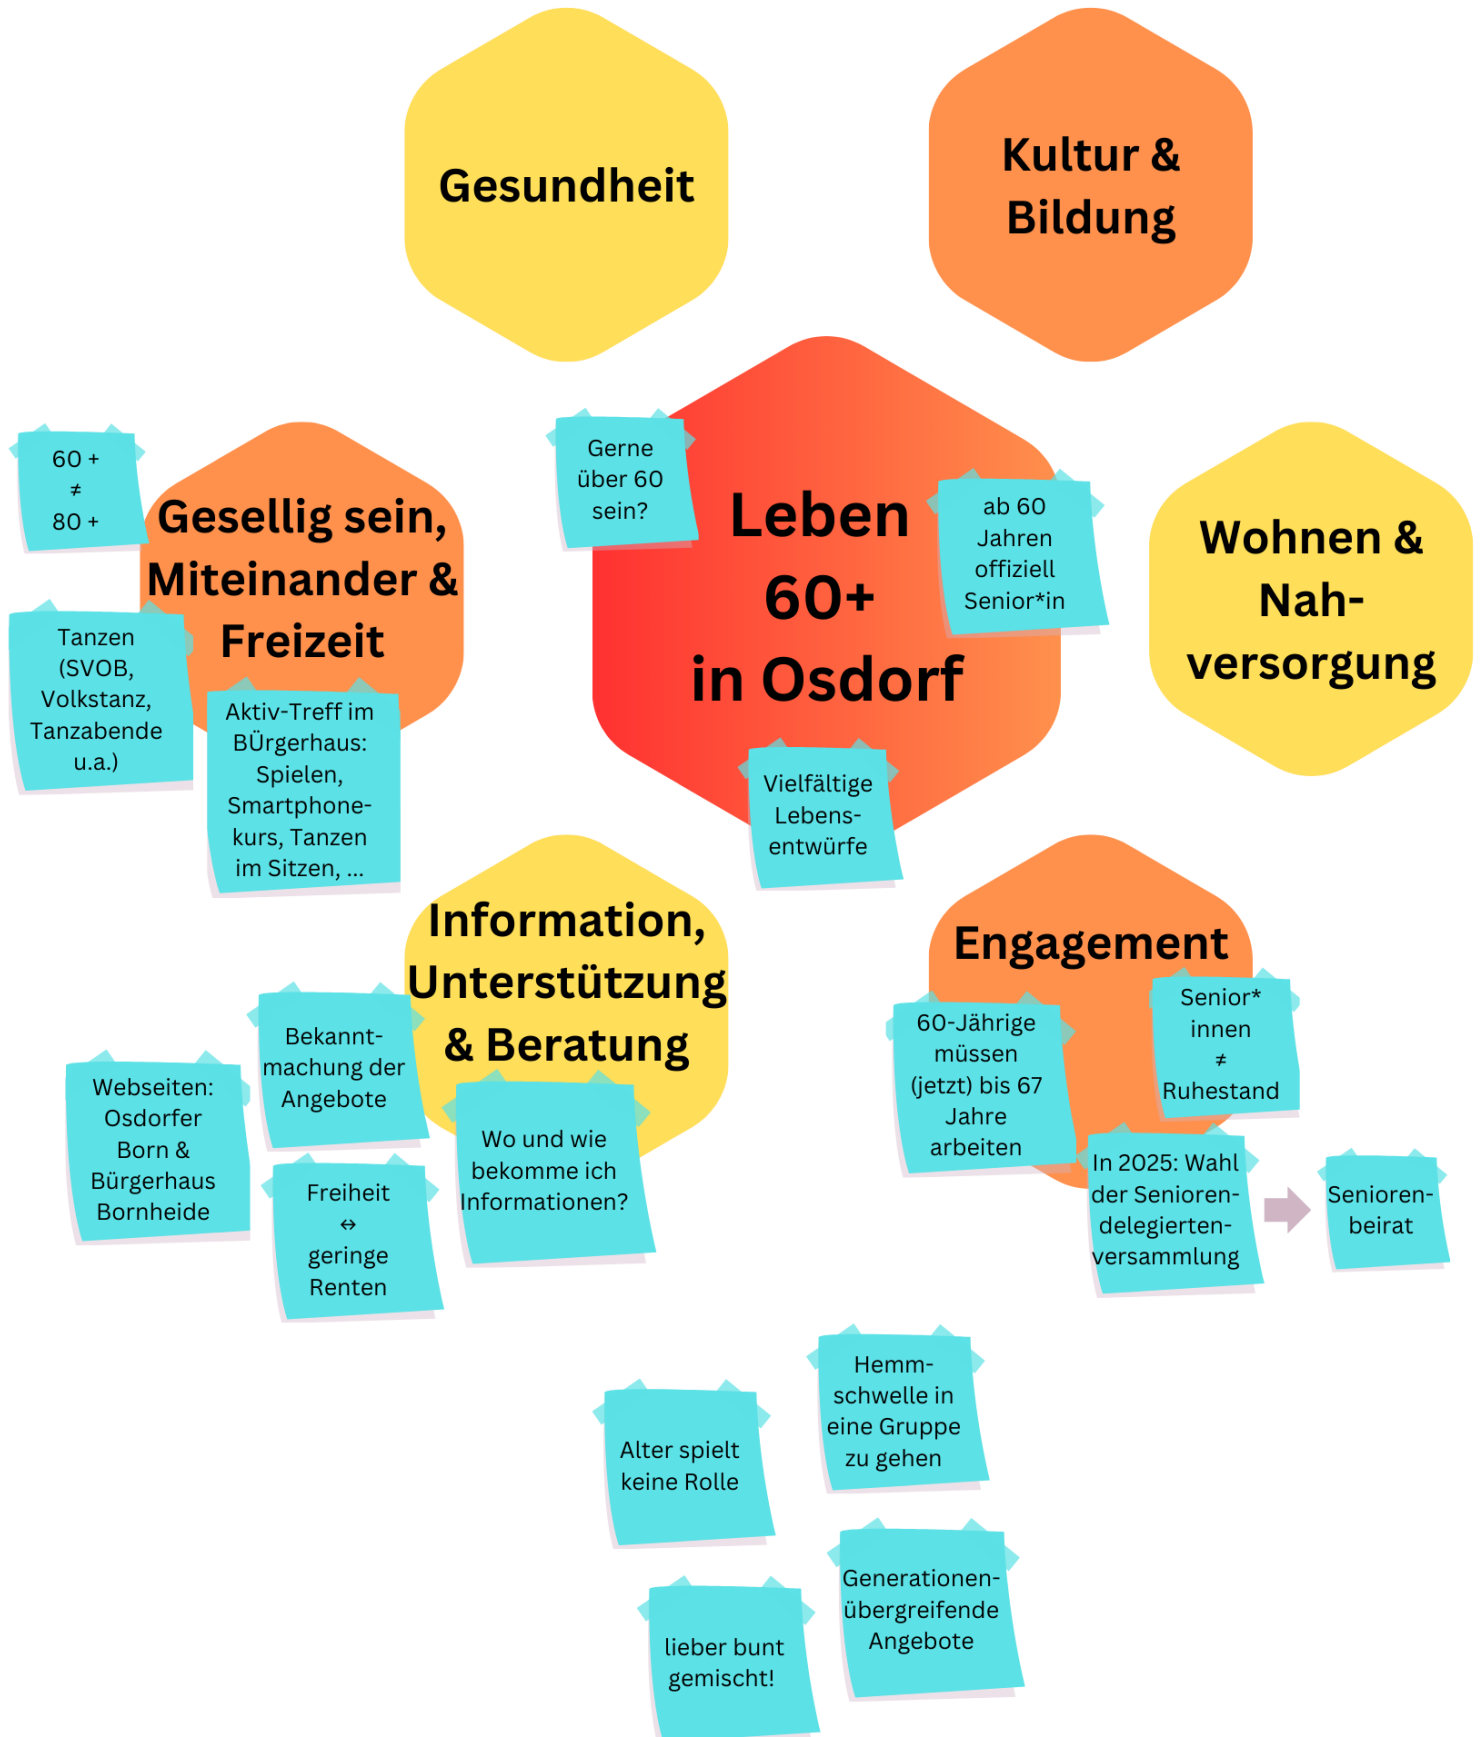 Gesundheit
Kultur &
Bildung
Gerne
über 60
sein?
Leben
60+
in Osdorf
ab 60
Jahren
offiziell
Senior*in
Vielfältige
Lebens-
entwürfe
60 +
≠
80 +
Gesellig sein,
Miteinander &
Freizeit
Tanzen
(SVOB,
Volkstanz,
Tanzabende
u.a.)
Aktiv-Treff im
BÜrgerhaus:
Spielen,
Smartphone-
kurs, Tanzen
im Sitzen, ...
Wohnen &
Nah-
versorgung
Information,
Unterstützung
& Beratung
Bekannt-
machung der
Angebote
Webseiten:
Osdorfer
Born &
Bürgerhaus
Bornheide
Freiheit
↔
geringe
Renten
Wo und wie
bekomme ich
Informationen?
Engagement
60-Jährige
müssen
(jetzt) bis 67
Jahre
arbeiten
Senior*
innen
≠
Ruhestand
In 2025: Wahl
der Senioren-
delegierten-
versammlung
Senioren-
beirat
Hemm-
schwelle in
eine Gruppe
zu gehen
Alter spielt
keine Rolle
Generationen-
übergreifende
Angebote
lieber bunt
gemischt!